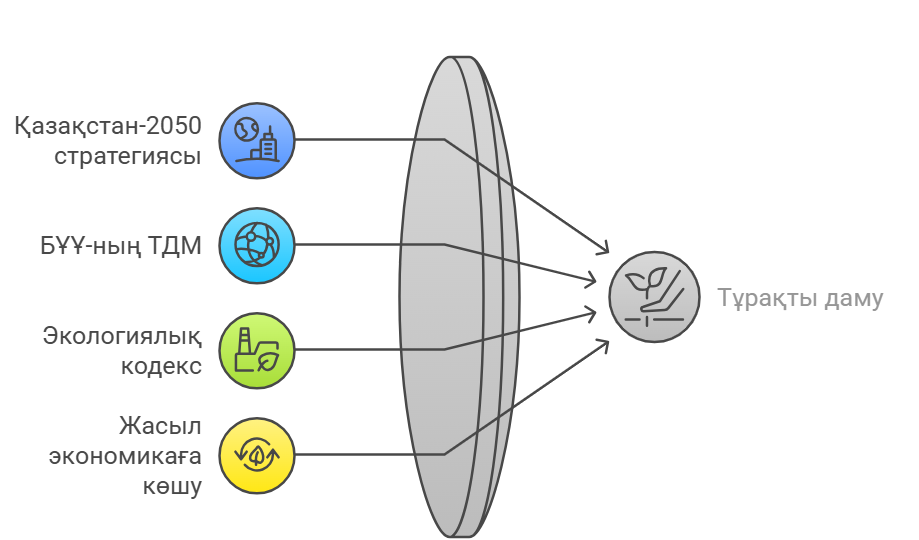 Қазақстан-2050
стратегиясы
БҰҰ-ның ТДМ
Экологиялық
кодекс
Жасыл
экономикаға
көшу
Тұрақты даму